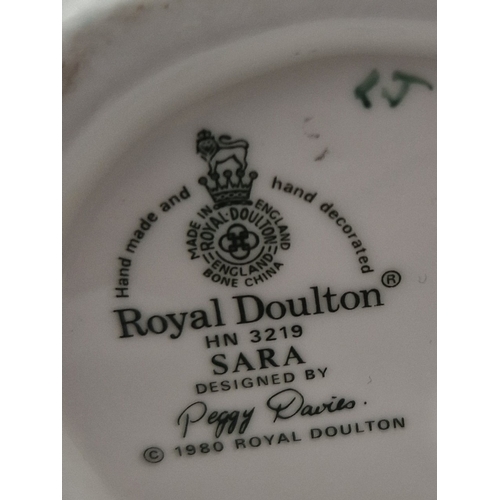 Hand made and hand decorated
MADE IN ENGLAND
ROYAL·DOULTON
ENGLAND
BONE CHINA
Royal Doulton®
HN 3219
SARA
DESIGNED BY
Peggy Davies.
© 1980 ROYAL DOULTON